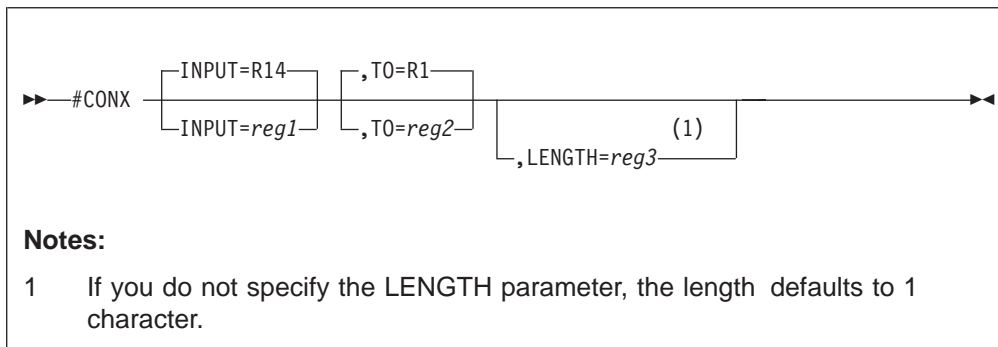 INPUT=R14 ,TO=R1
#CONX
INPUT=reg1 ,TO=reg2 (1)
,LENGTH=reg3
Notes:
1 If you do not specify the LENGTH parameter, the length defaults to 1
character.